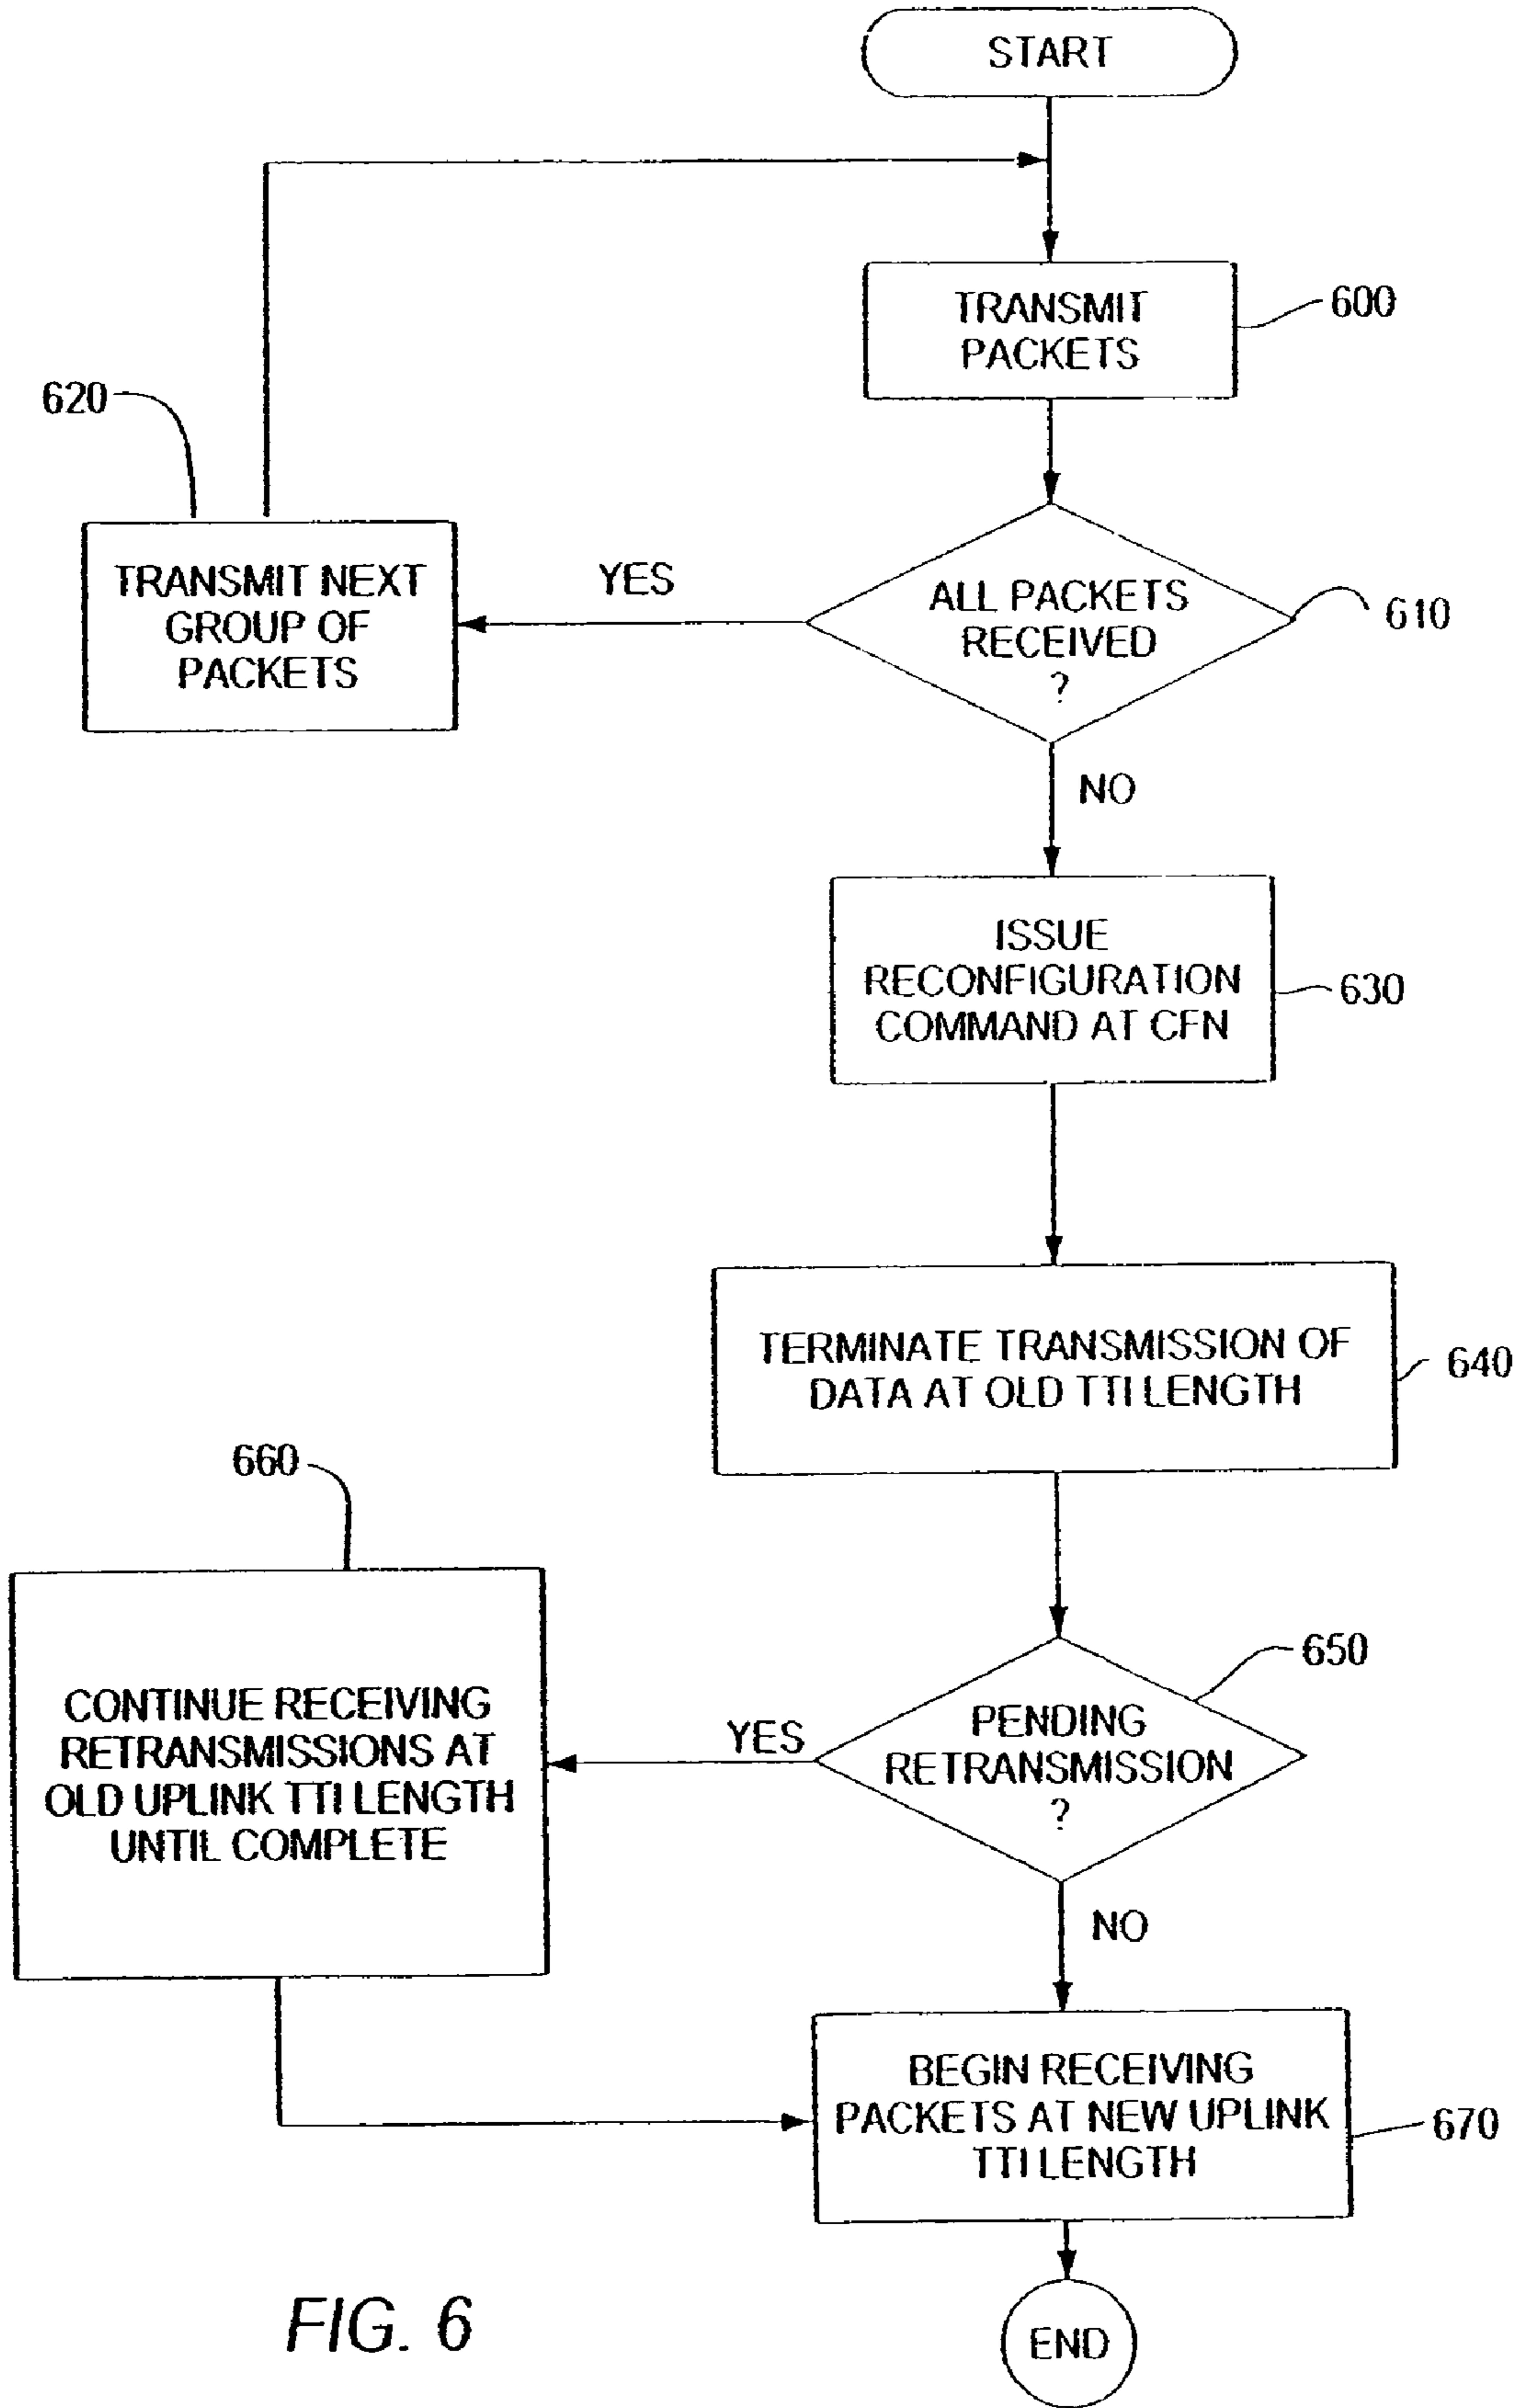 START
TRANSMIT
PACKETS
600
620
TRANSMIT NEXT
GROUP OF
PACKETS
YES
ALL PACKETS
RECEIVED
?
610
NO
ISSUE
RECONFIGURATION
COMMAND AT CFN
630
TERMINATE TRANSMISSION OF
DATA AT OLD TTI LENGTH
640
660
CONTINUE RECEIVING
RETRANSMISSIONS AT
OLD UPLINK TTI LENGTH
UNTIL COMPLETE
YES
PENDING
RETRANSMISSION
?
650
NO
BEGIN RECEIVING
PACKETS AT NEW UPLINK
TTI LENGTH
670
END
FIG. 6